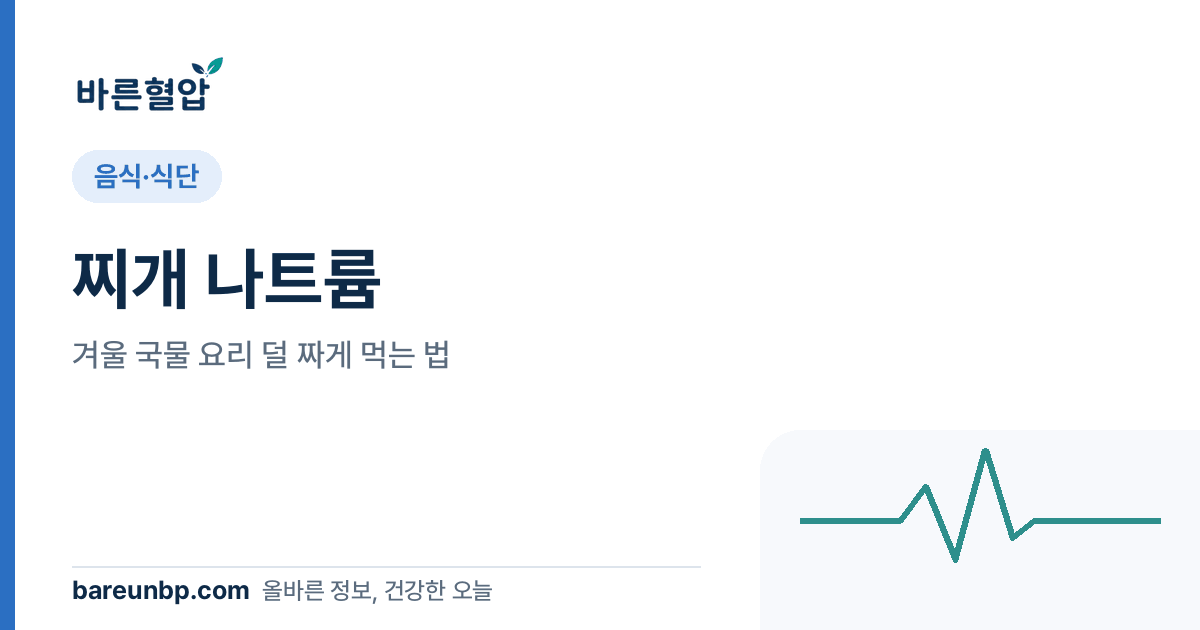 바른혈압
음식·식단
찌개 나트륨
겨울 국물 요리 덜 짜게 먹는 법
bareunbp.com 올바른 정보, 건강한 오늘